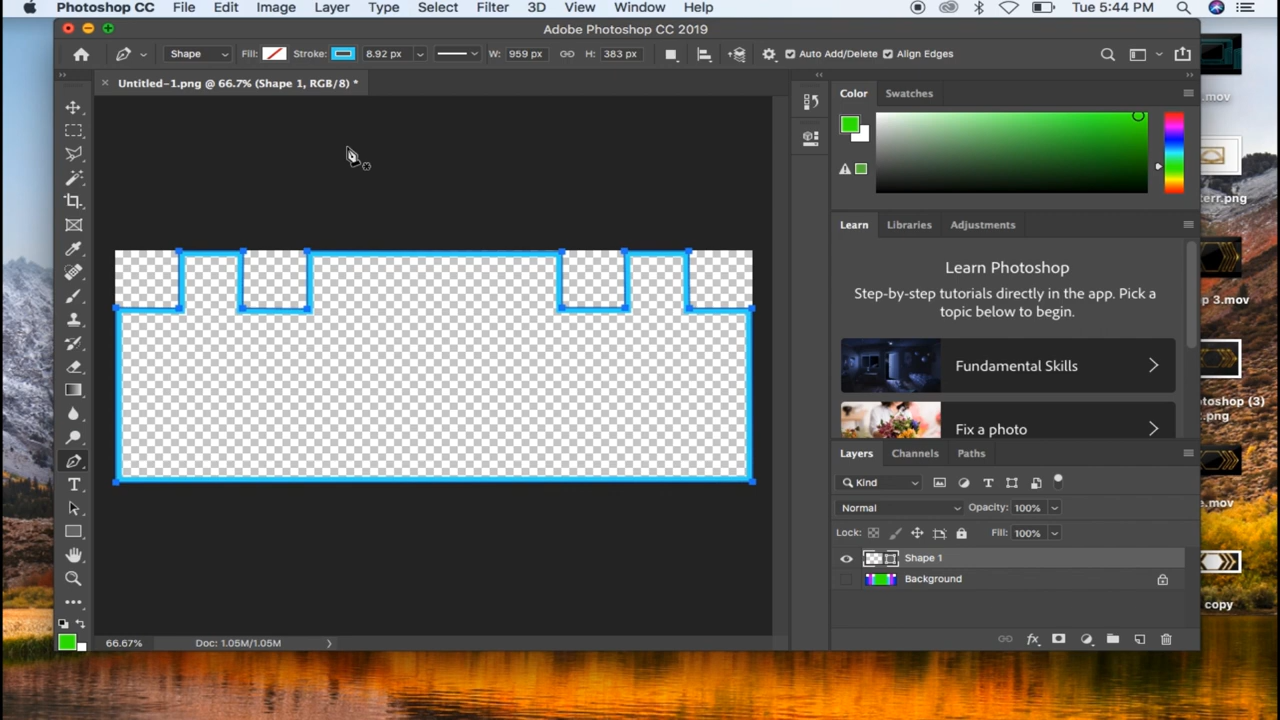 Photoshop CC File Edit Image Layer Type Select Filter 3D View Window Help Tue 5:44 PM
Adobe Photoshop CC 2019
Shape Fill: Stroke: 8.92 px W: 959 px H: 383 px Auto Add/Delete Align Edges
Untitled-1.png @ 66.7% (Shape 1, RGB/8) *
Color Swatches
.mov
terr.png
Learn Libraries Adjustments
Learn Photoshop
Step-by-step tutorials directly in the app. Pick a
topic below to begin.
p 3.mov
Fundamental Skills
toshop (3)
.png
Fix a photo
Layers Channels Paths
Kind
e.mov
Normal Opacity: 100%
Lock: Fill: 100%
Shape 1
Background
copy
66.67% Doc: 1.05M/1.05M
fx